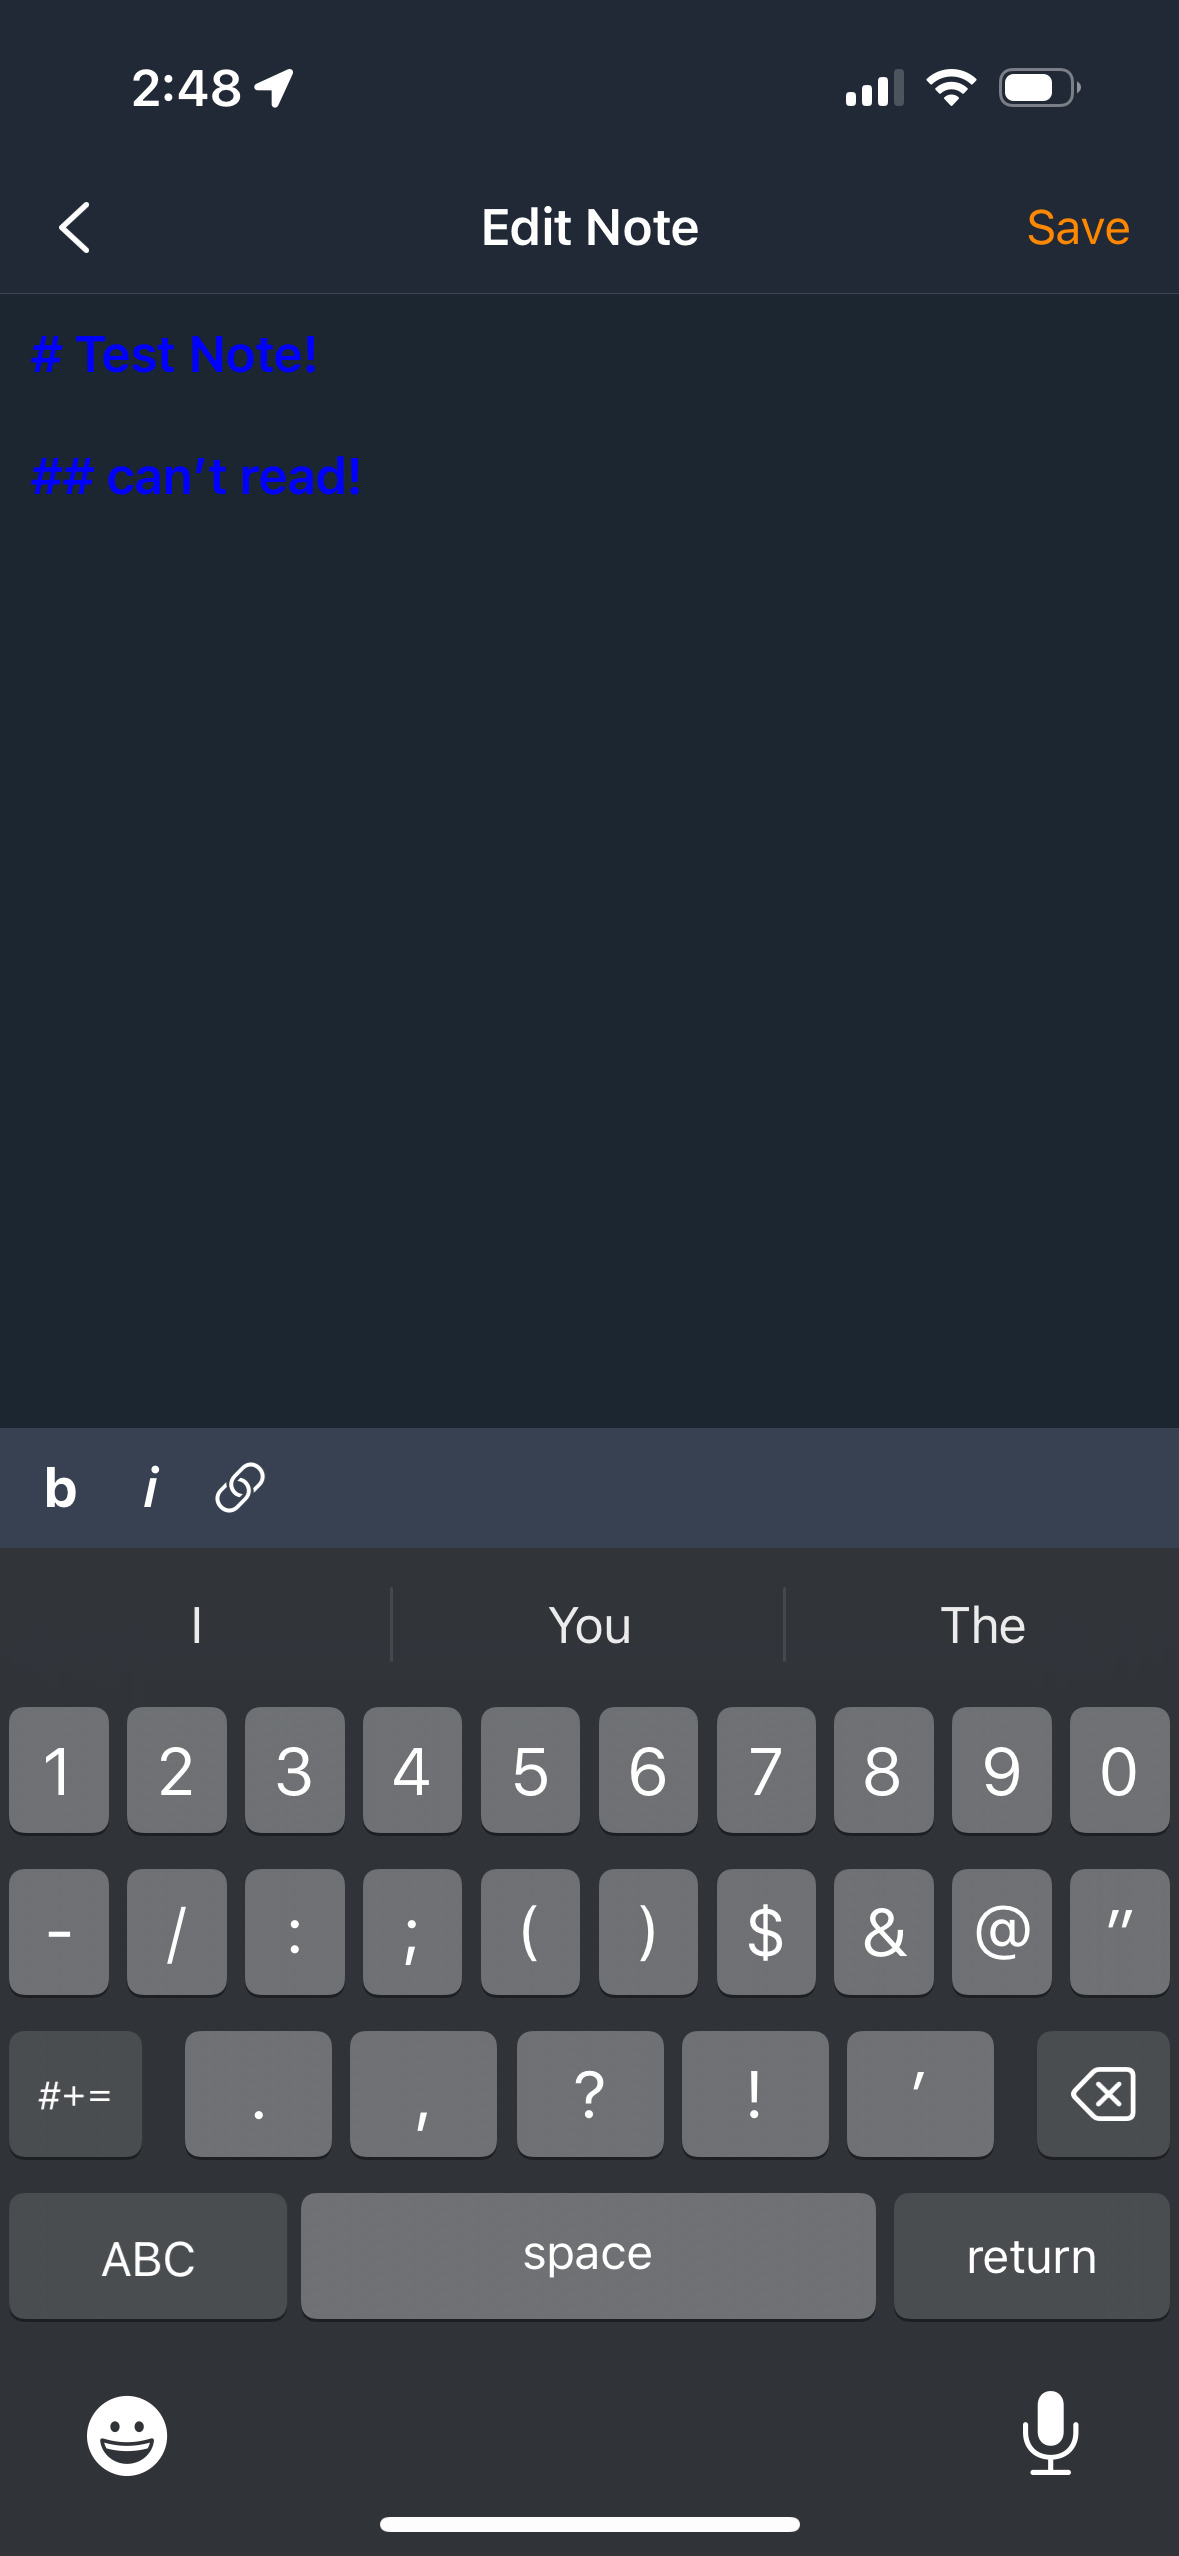 2:48
Edit Note
Save
# Test Note!
## can’t read!
b i
I You The
1 2 3 4 5 6 7 8 9 0
- / : ; ( ) $ & @ "
#+= . , ? ! ’
ABC space return